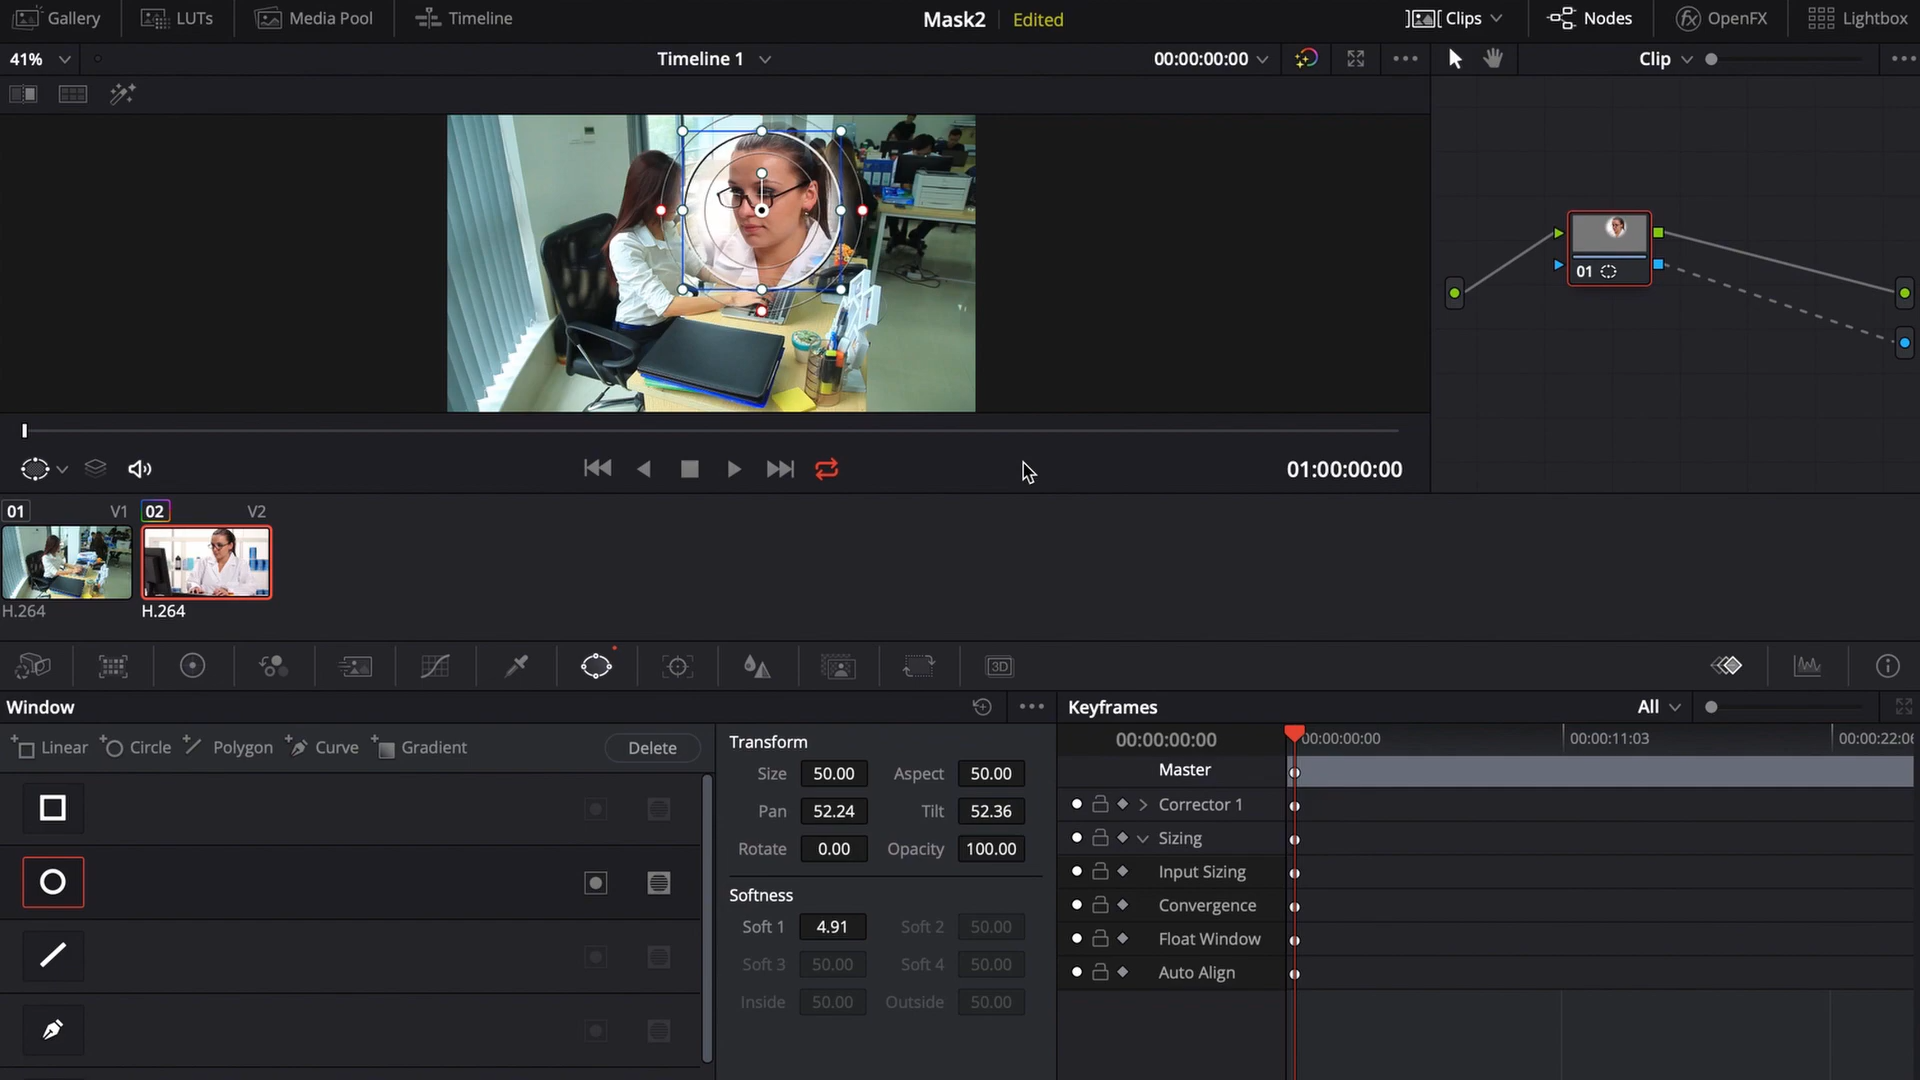 Gallery LUTs Media Pool Timeline Mask2 Edited Clips Nodes OpenFX Lightbox
41% Timeline 1 00:00:00:00 Clip
01
01:00:00:00
01 V1 02 V2
H.264 H.264
3D
Window
Linear Circle Polygon Curve Gradient Delete
Transform
Size 50.00 Aspect 50.00
Pan 52.24 Tilt 52.36
Rotate 0.00 Opacity 100.00
Softness
Soft 1 4.91 Soft 2 50.00
Soft 3 50.00 Soft 4 50.00
Inside 50.00 Outside 50.00
Keyframes All
00:00:00:00 00:00:00:00 00:00:11:03 00:00:22:06
Master
Corrector 1
Sizing
Input Sizing
Convergence
Float Window
Auto Align